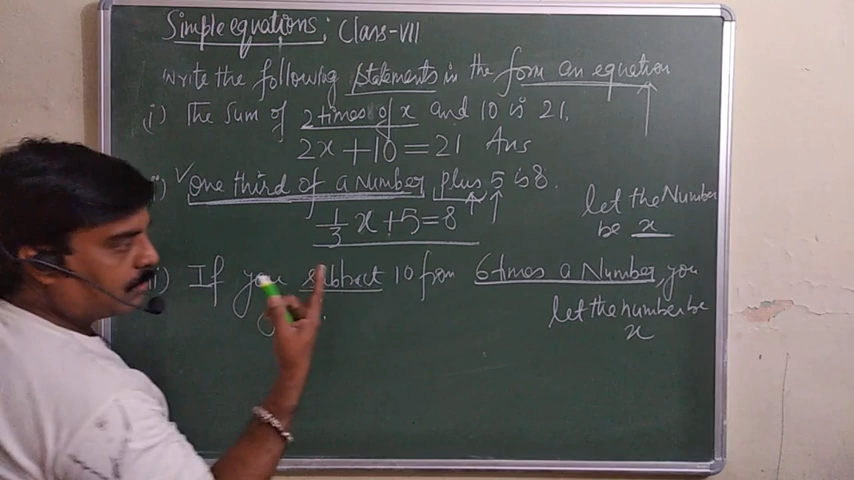 Simple equations: Class-VII
Write the following statements in the form an equation
i) The Sum of 2 times of x and 10 is 21.
2x + 10 = 21 Ans
ii) ✓One third of a Number plus 5 is 8.
let the Number
be x
1/3 x + 5 = 8
If you subtract 10 from 6 times a Number, you
let the number be
x